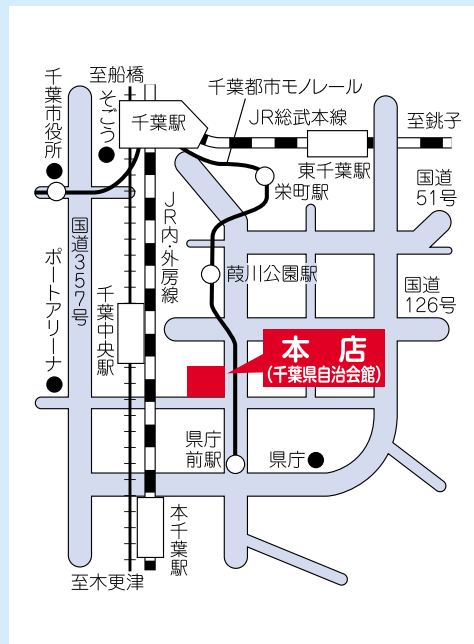 至船橋
千葉市役所
そごう
千葉駅
千葉都市モノレール
JR総武本線
至銚子
東千葉駅
栄町駅
国道
51号
国道357号
JR内・外房線
ポートアリーナ
千葉中央駅
葭川公園駅
国道
126号
本店
(千葉県自治会館)
県庁
前駅
県庁
本千葉駅
至木更津